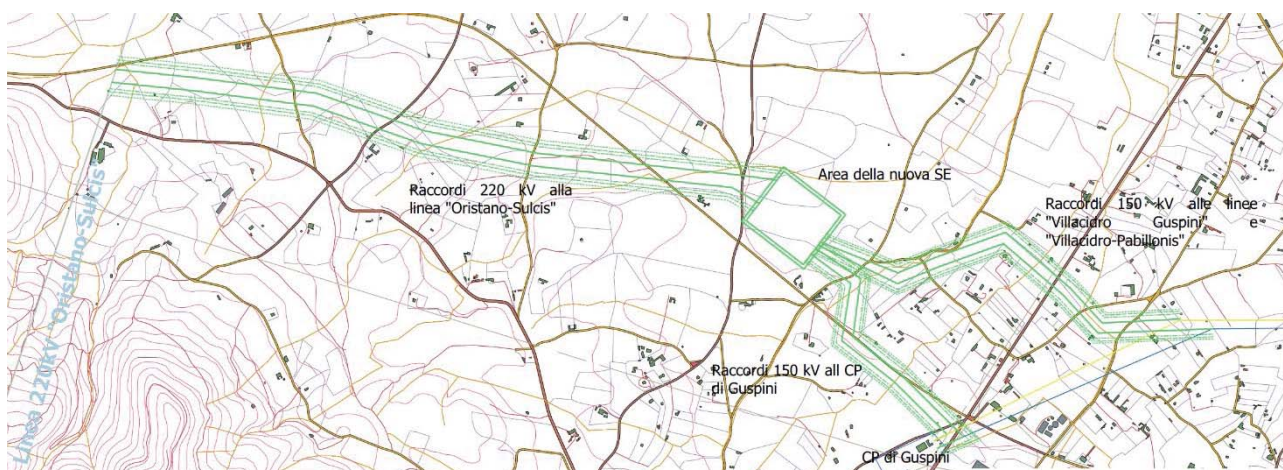 Area della nuova SE
Raccordi 220 kV alla
linea "Oristano-Sulcis"
Raccordi 150 kV alle linee
"Villacidro Guspini" e
"Villacidro-Pabillonis"
Linea 220kV "Oristano-Sulcis"
Raccordi 150 kV all CP
di Guspini
CP di Guspini